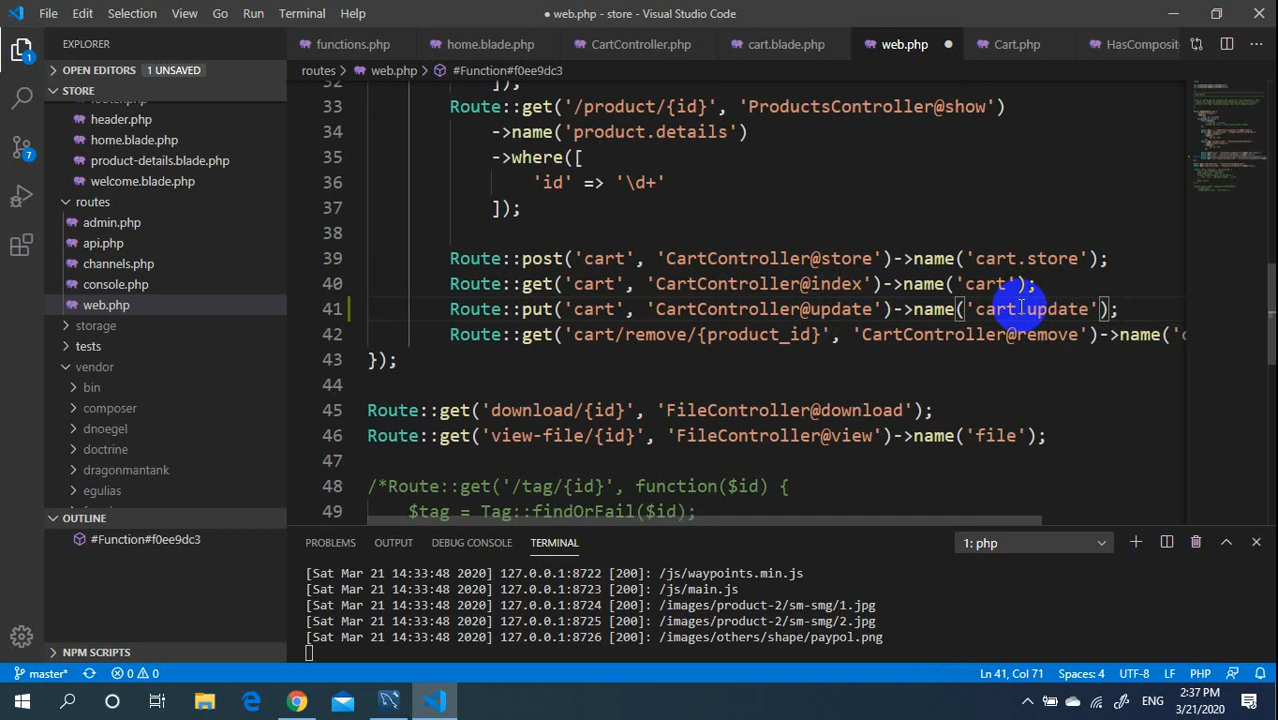 File Edit Selection View Go Run Terminal Help
● web.php - store - Visual Studio Code
EXPLORER
OPEN EDITORS 1 UNSAVED
STORE
header.php
home.blade.php
product-details.blade.php
welcome.blade.php
routes
admin.php
api.php
channels.php
console.php
web.php
storage
tests
vendor
bin
composer
dnoegel
doctrine
dragonmantank
egulias
OUTLINE
#Function#f0ee9dc3
NPM SCRIPTS
functions.php home.blade.php CartController.php cart.blade.php web.php ● Cart.php HasComposit
routes > web.php > #Function#f0ee9dc3
32 ]);
33 Route::get('/product/{id}', 'ProductsController@show')
34 ->name('product.details')
35 ->where([
36 'id' => '\d+'
37 ]);
38
39 Route::post('cart', 'CartController@store')->name('cart.store');
40 Route::get('cart', 'CartController@index')->name('cart');
41 Route::put('cart', 'CartController@update')->name('cart.update');
42 Route::get('cart/remove/{product_id}', 'CartController@remove')->name('c
43 });
44
45 Route::get('download/{id}', 'FileController@download');
46 Route::get('view-file/{id}', 'FileController@view')->name('file');
47
48 /*Route::get('/tag/{id}', function($id) {
49 $tag = Tag::findOrFail($id);
PROBLEMS OUTPUT DEBUG CONSOLE TERMINAL 1: php
[Sat Mar 21 14:33:48 2020] 127.0.0.1:8722 [200]: /js/waypoints.min.js
[Sat Mar 21 14:33:48 2020] 127.0.0.1:8723 [200]: /js/main.js
[Sat Mar 21 14:33:48 2020] 127.0.0.1:8724 [200]: /images/product-2/sm-smg/1.jpg
[Sat Mar 21 14:33:48 2020] 127.0.0.1:8725 [200]: /images/product-2/sm-smg/2.jpg
[Sat Mar 21 14:33:48 2020] 127.0.0.1:8726 [200]: /images/others/shape/paypol.png
master* 0 0 Ln 41, Col 71 Spaces: 4 UTF-8 LF PHP
ENG 2:37 PM
3/21/2020
1
7